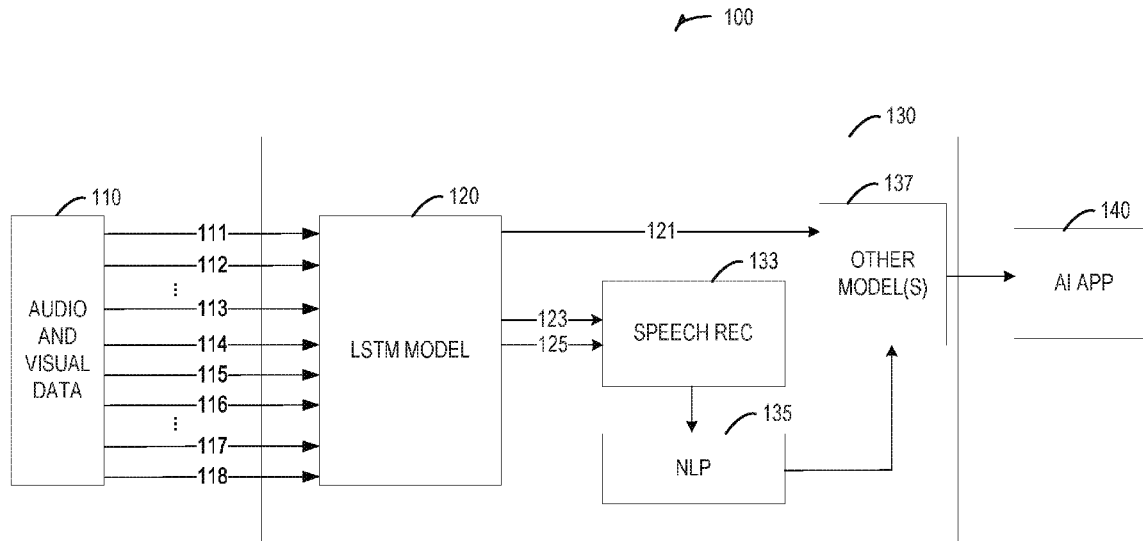 100
130
110
120
137
140
111
112
⋮
113
114
115
116
⋮
117
118
AUDIO
AND
VISUAL
DATA
LSTM MODEL
121
123
125
133
SPEECH REC
135
NLP
OTHER
MODEL(S)
AI APP